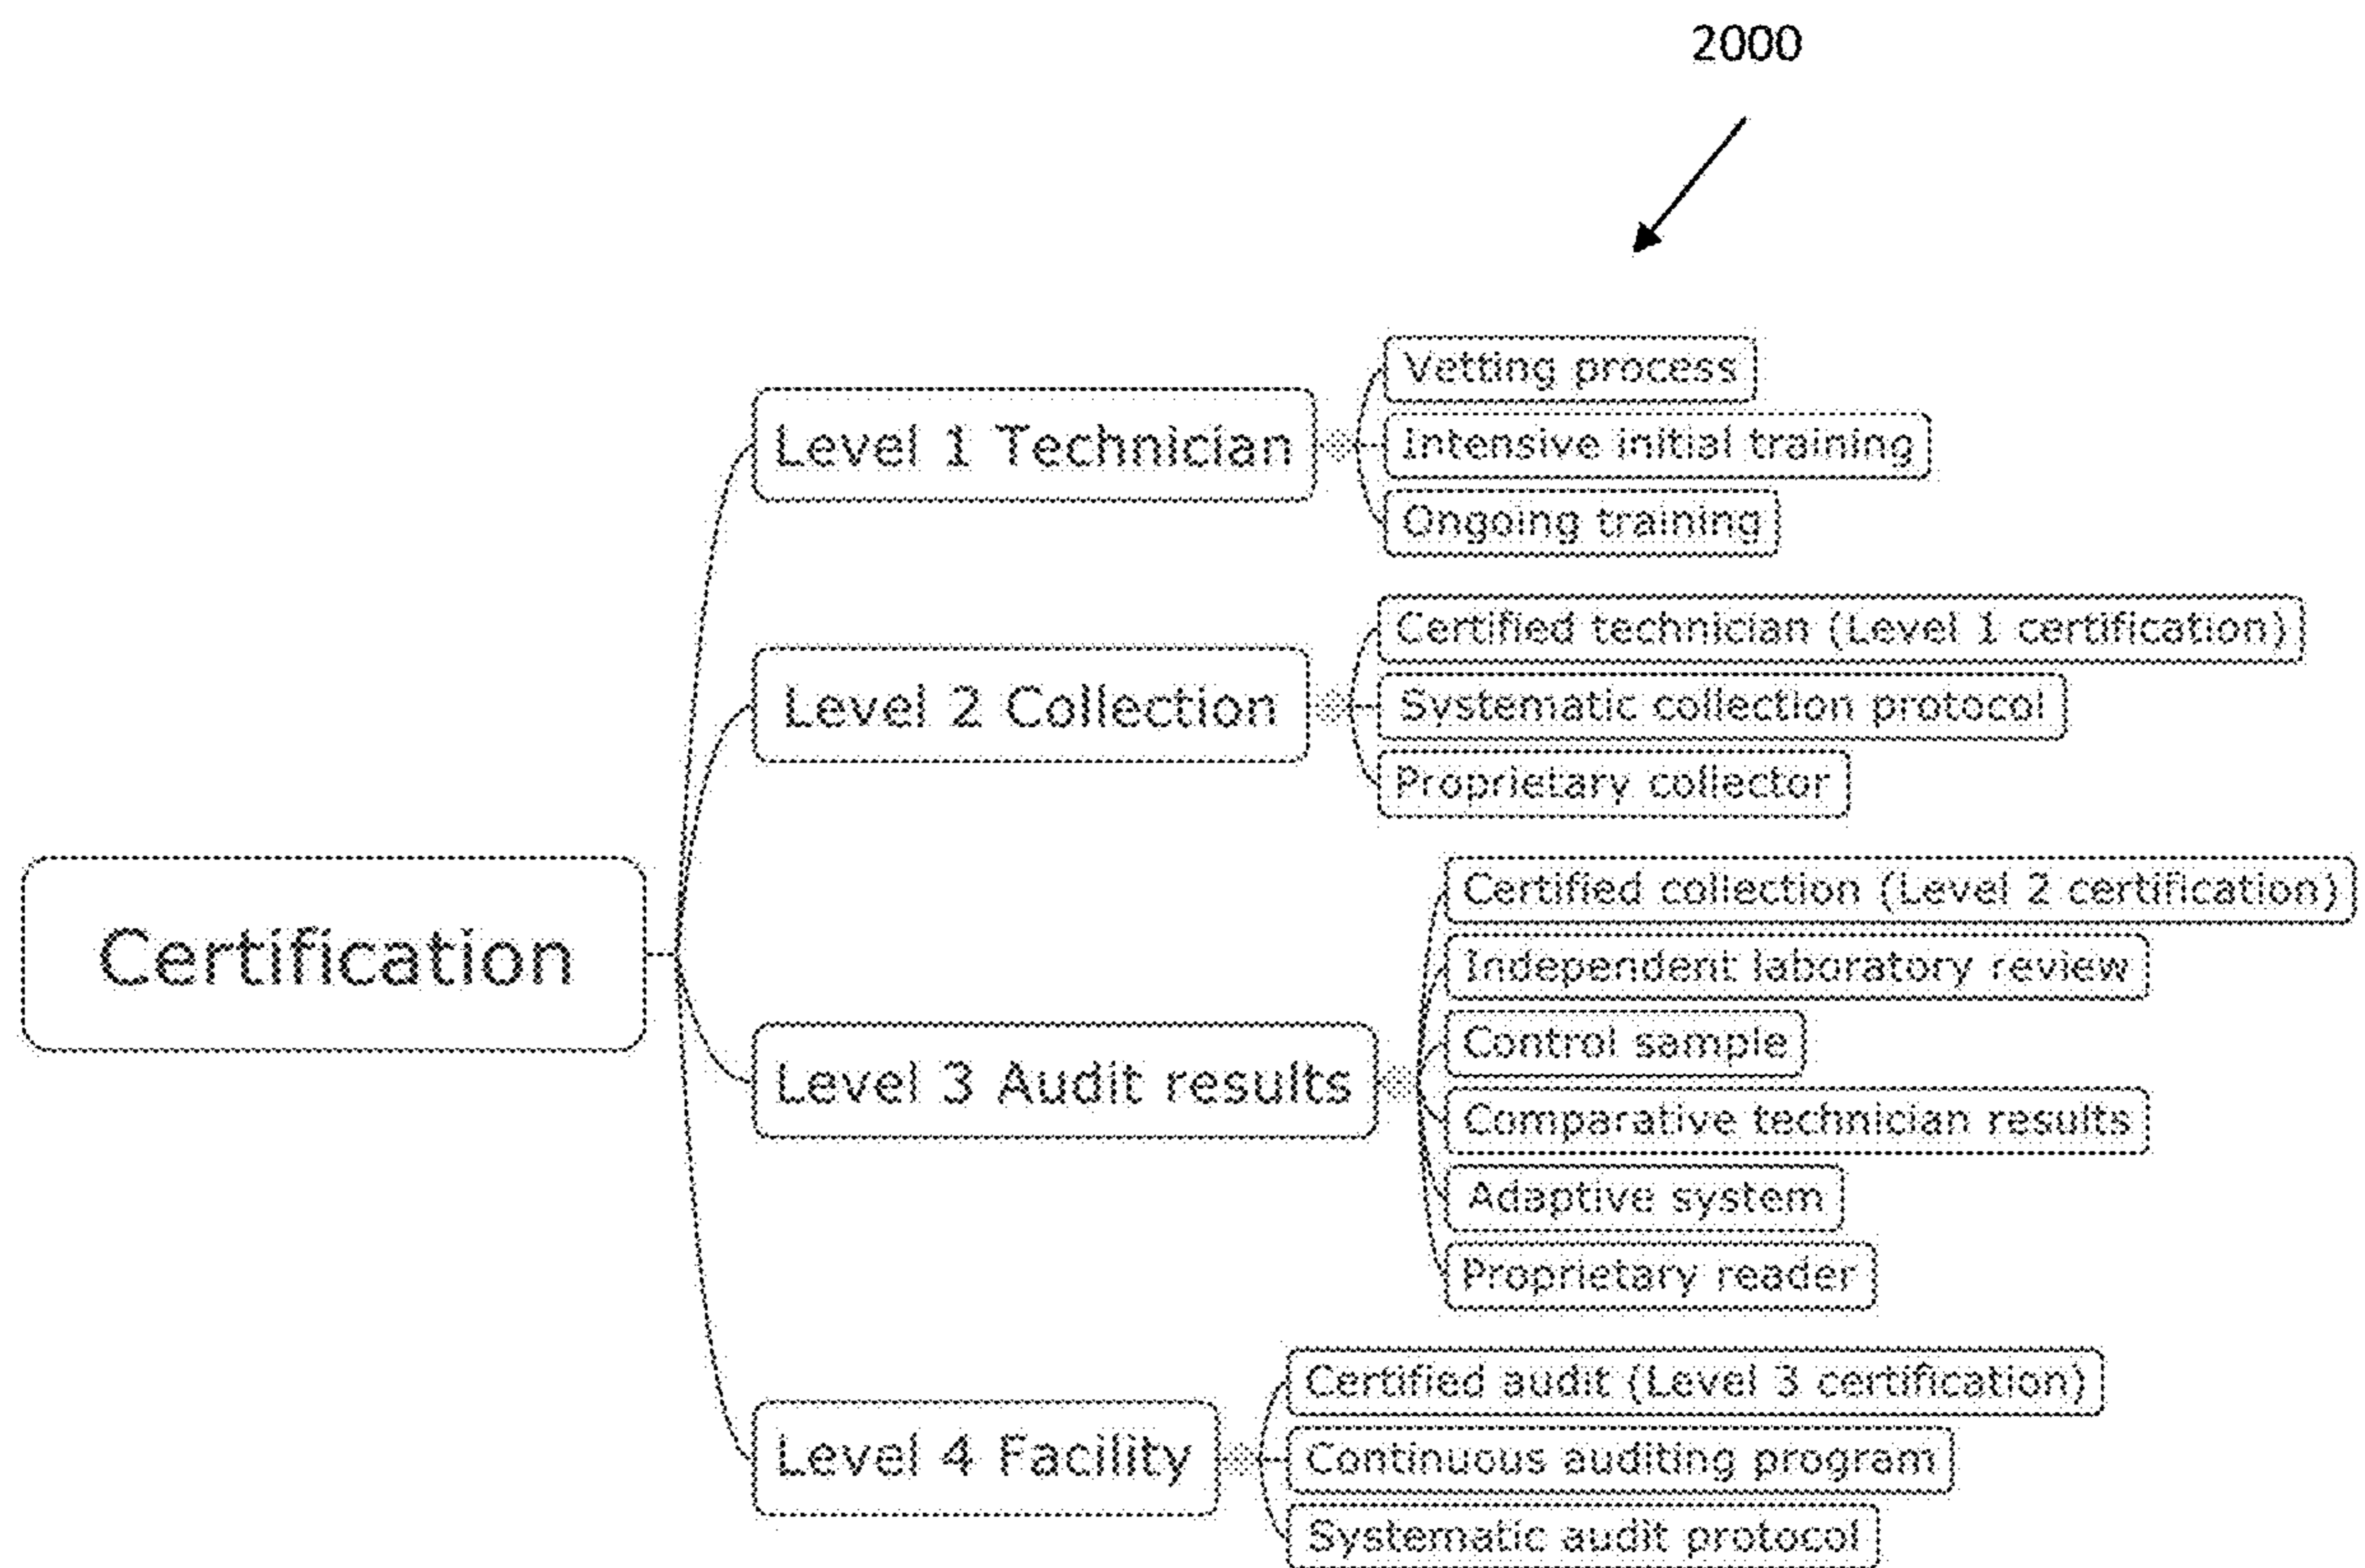 2000
Certification
Level 1 Technician
Vetting process
Intensive initial training
Ongoing training
Level 2 Collection
Certified technician (Level 1 certification)
Systematic collection protocol
Proprietary collector
Level 3 Audit results
Certified collection (Level 2 certification)
Independent laboratory review
Control sample
Comparative technician results
Adaptive system
Proprietary reader
Level 4 Facility
Certified audit (Level 3 certification)
Continuous auditing program
Systematic audit protocol